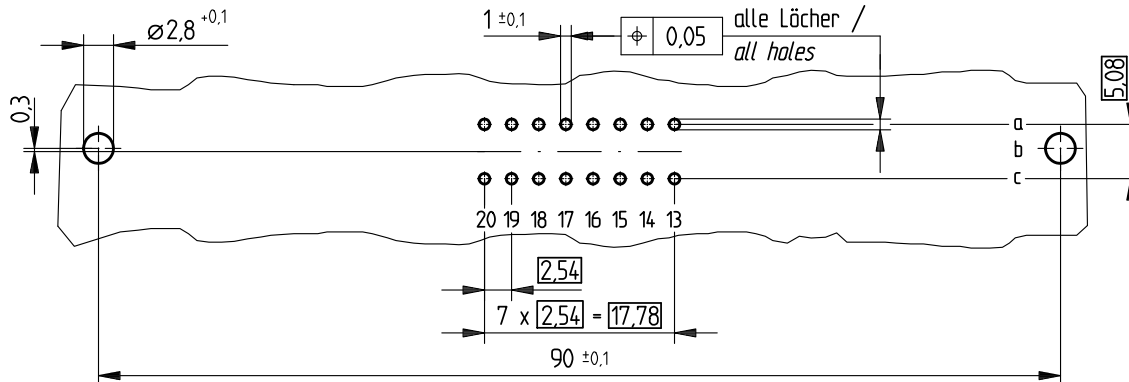 ⌀2,8 +0,1
1 ±0,1
⌖ 0,05
alle Löcher /
all holes
0,3
5,08
a
b
c
20 19 18 17 16 15 14 13
2,54
7 x 2,54 = 17,78
90 ±0,1